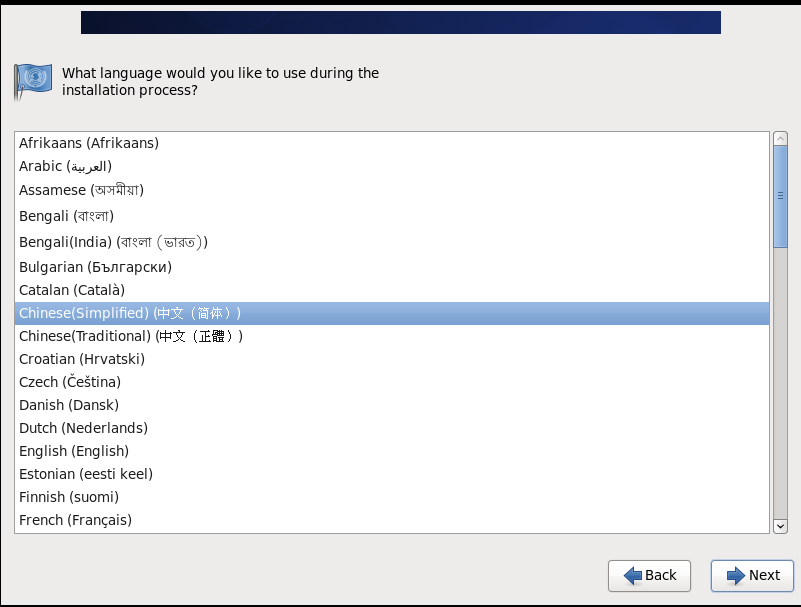 What language would you like to use during the
installation process?
Afrikaans (Afrikaans)
Arabic (العربية)
Assamese (অসমীয়া)
Bengali (বাংলা)
Bengali(India) (বাংলা (ভারত))
Bulgarian (Български)
Catalan (Català)
Chinese(Simplified) (中文（简体）)
Chinese(Traditional) (中文（正體）)
Croatian (Hrvatski)
Czech (Čeština)
Danish (Dansk)
Dutch (Nederlands)
English (English)
Estonian (eesti keel)
Finnish (suomi)
French (Français)
Back
Next